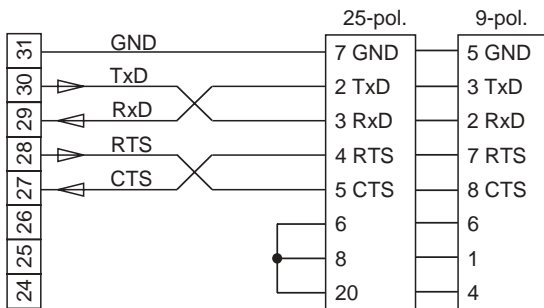 25-pol. 9-pol.
31 GND 7 GND 5 GND
30 TxD 2 TxD 3 TxD
29 RxD 3 RxD 2 RxD
28 RTS 4 RTS 7 RTS
27 CTS 5 CTS 8 CTS
26 6 6
25 8 1
24 20 4